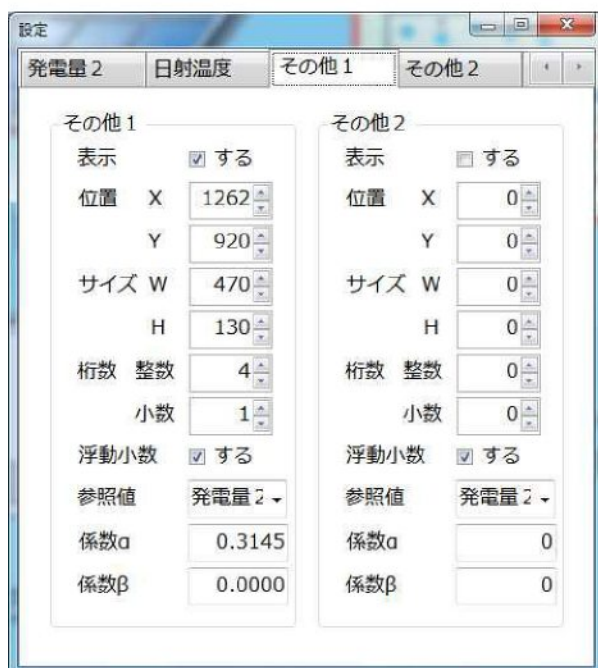 設定
発電量2 日射温度 その他1 その他2
その他1
表示 する
位置 X 1262
Y 920
サイズ W 470
H 130
桁数 整数 4
小数 1
浮動小数 する
参照値 発電量2
係数α 0.3145
係数β 0.0000
その他2
表示 する
位置 X 0
Y 0
サイズ W 0
H 0
桁数 整数 0
小数 0
浮動小数 する
参照値 発電量2
係数α 0
係数β 0